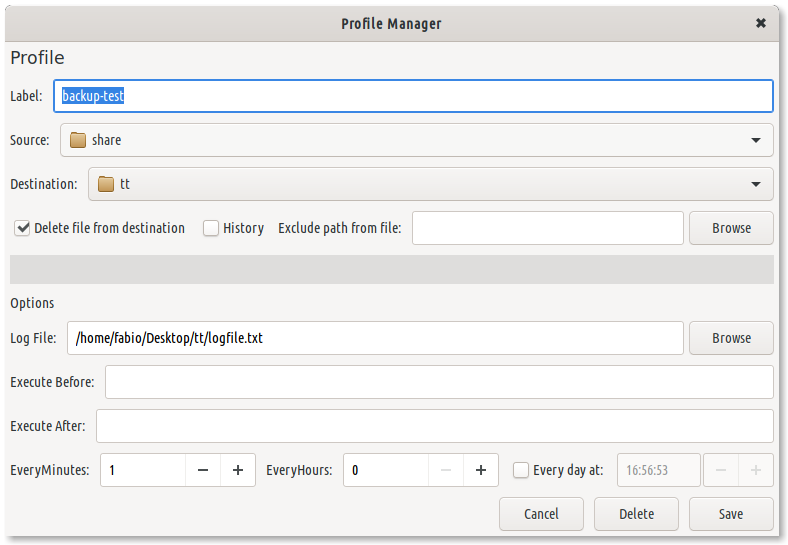 Profile Manager
Profile
Label: backup-test
Source: share
Destination: tt
Delete file from destination History Exclude path from file: Browse
Options
Log File: /home/fabio/Desktop/tt/logfile.txt Browse
Execute Before:
Execute After:
EveryMinutes: 1 EveryHours: 0 Every day at: 16:56:53
Cancel Delete Save